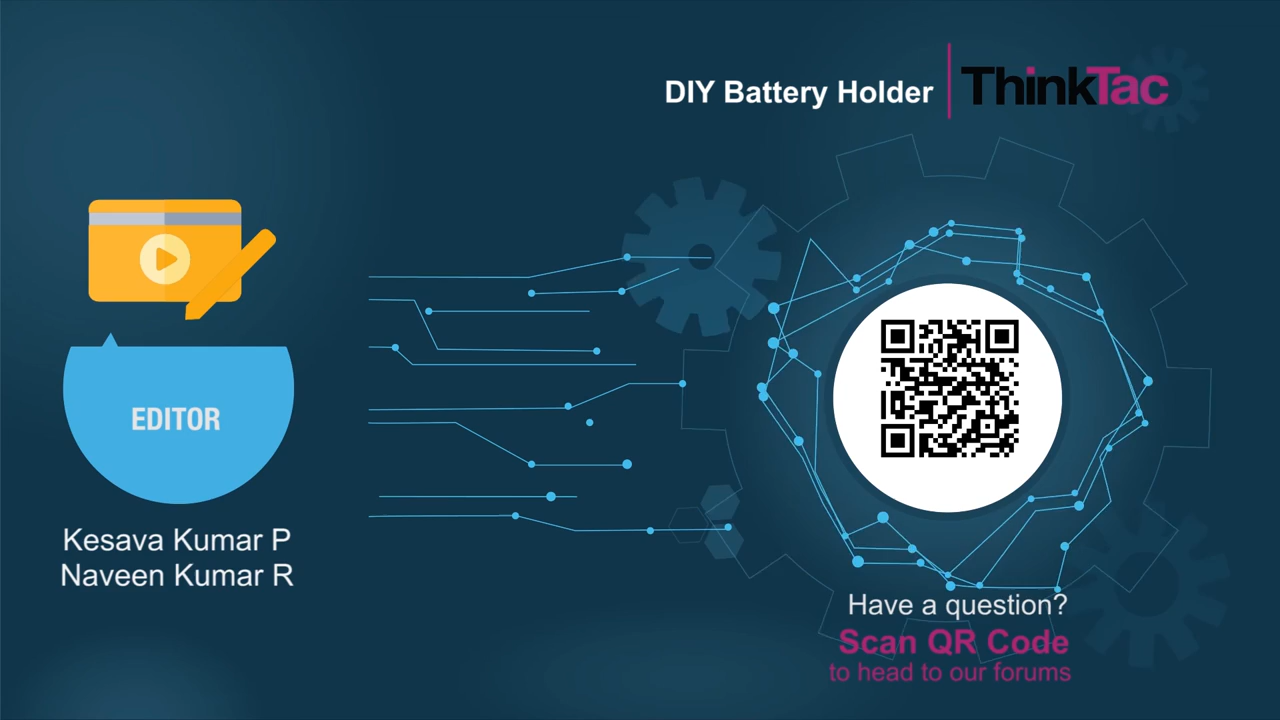 DIY Battery Holder
ThinkTac
EDITOR
Kesava Kumar P
Naveen Kumar R
Have a question?
Scan QR Code
to head to our forums